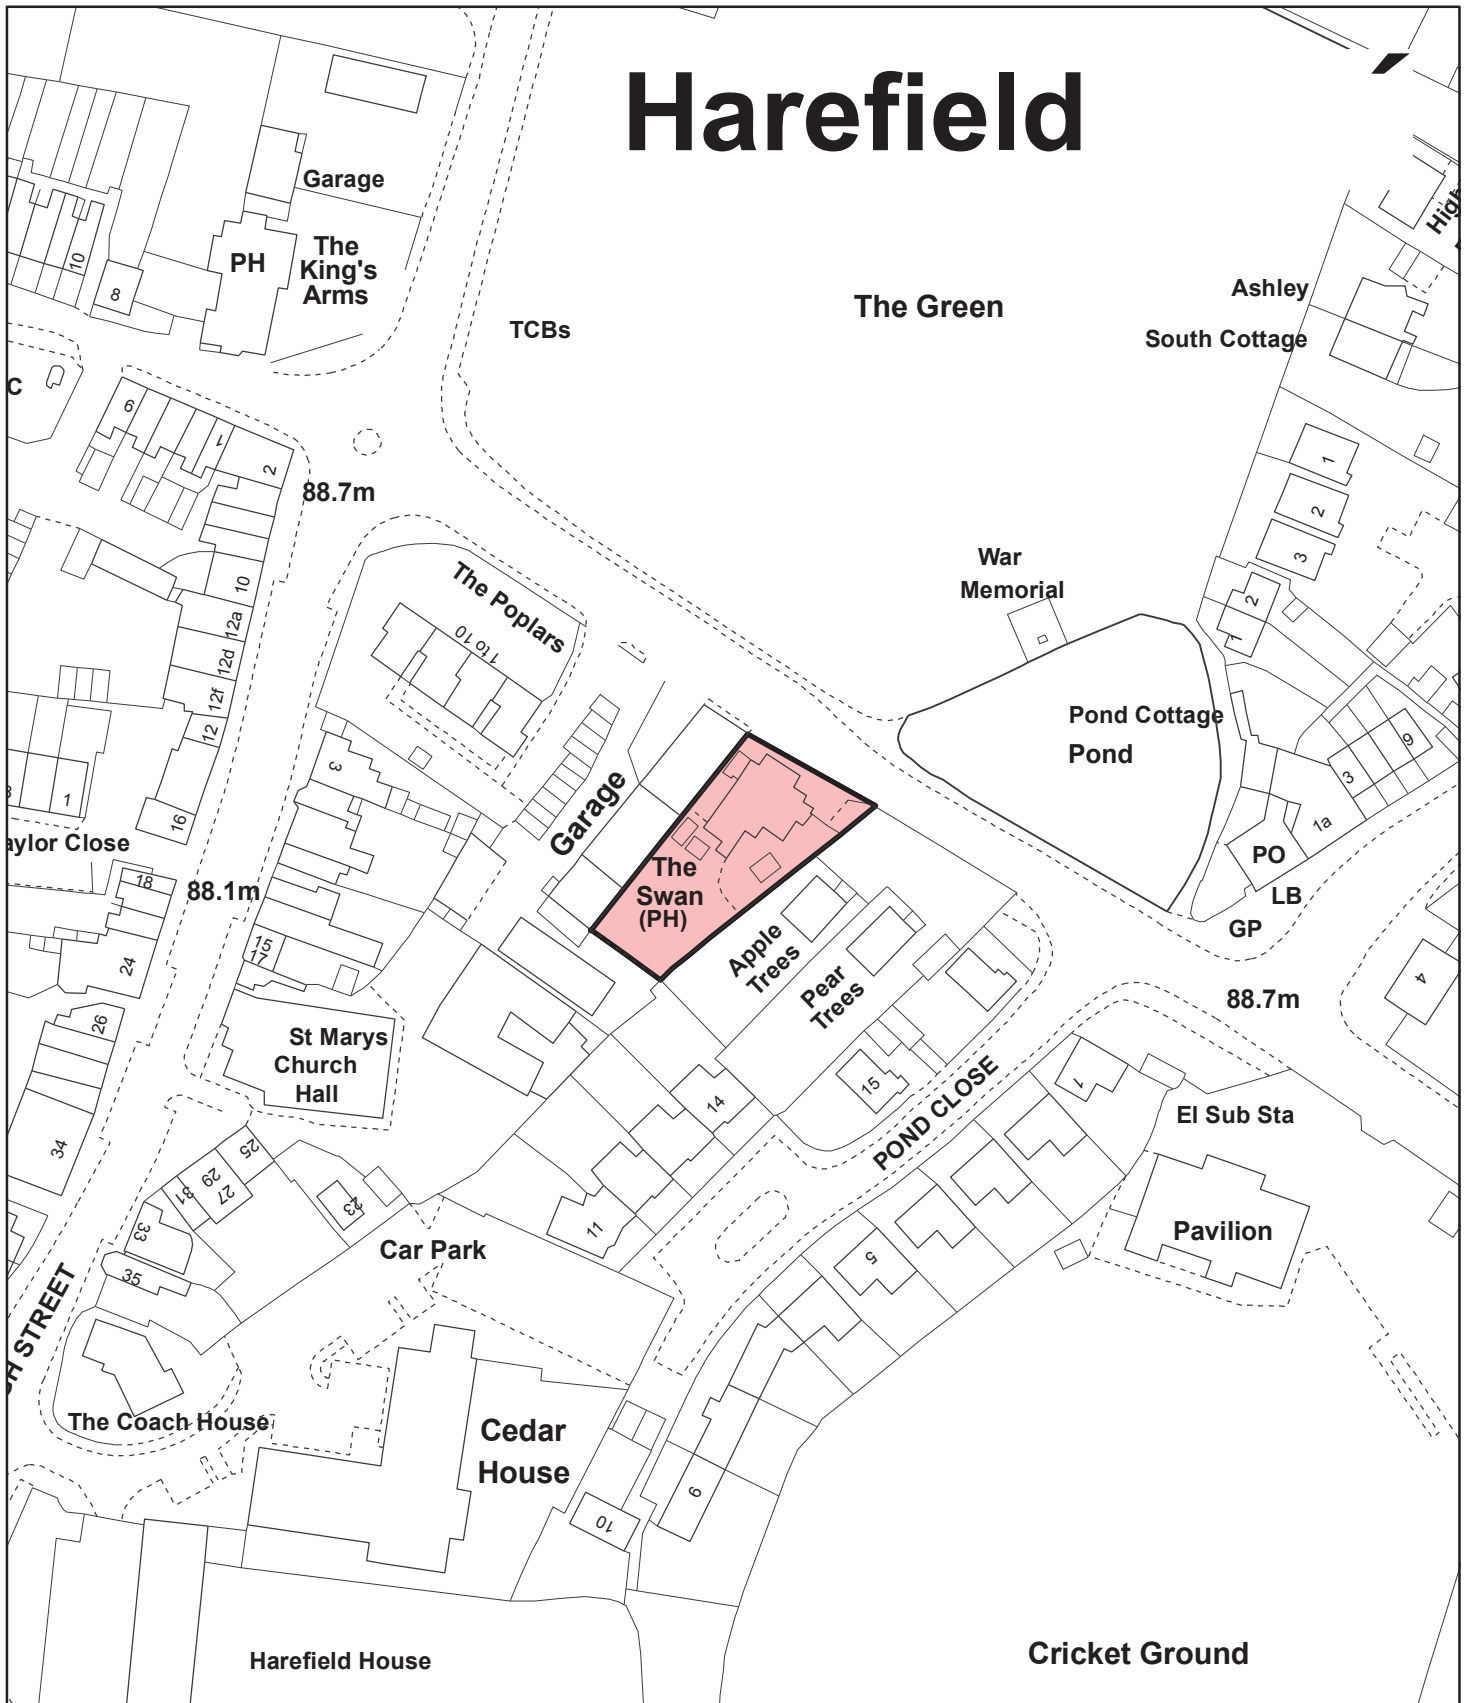 Harefield
Garage
PH
The
King's
Arms
10
8
TCBs
The Green
Ashley
South Cottage
C
6
1
2
88.7m
1
2
3
War
Memorial
2
1
The Poplars
1 to 10
10
12a
12d
12f
12
16
1
3
Garage
Pond Cottage
Pond
9
3
1a
PO
LB
GP
aylor Close
18
88.1m
24
15
17
The
Swan
(PH)
Apple
Trees
Pear
Trees
4
88.7m
26
St Marys
Church
Hall
34
14
15
POND CLOSE
1
El Sub Sta
25
29
27
31
33
23
35
11
Car Park
5
Pavilion
STREET
The Coach House
Cedar
House
9
10
Harefield House
Cricket Ground